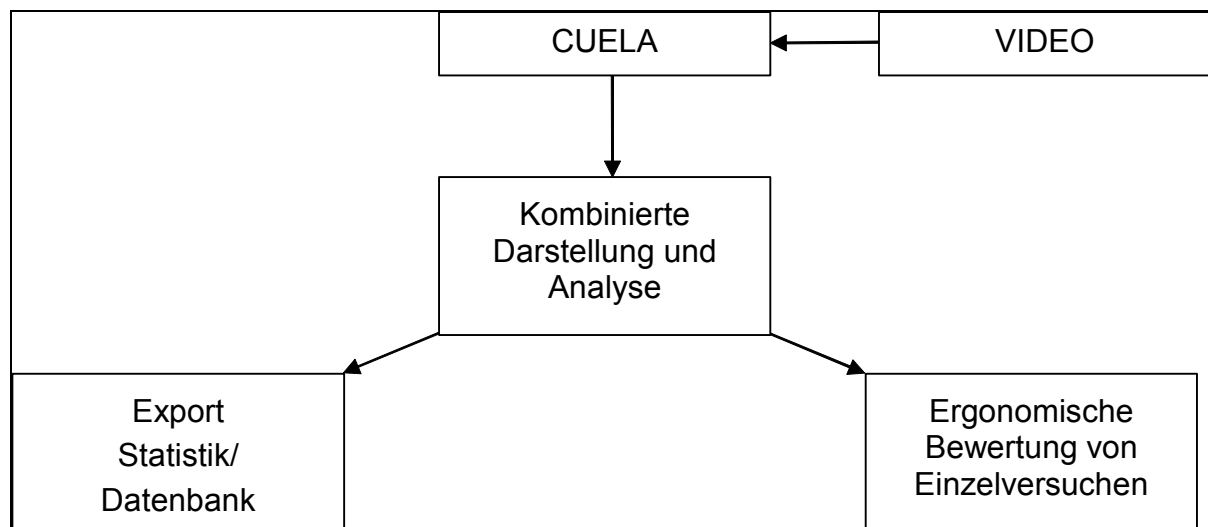 CUELA
VIDEO
Kombinierte
Darstellung und
Analyse
Export
Statistik/
Datenbank
Ergonomische
Bewertung von
Einzelversuchen